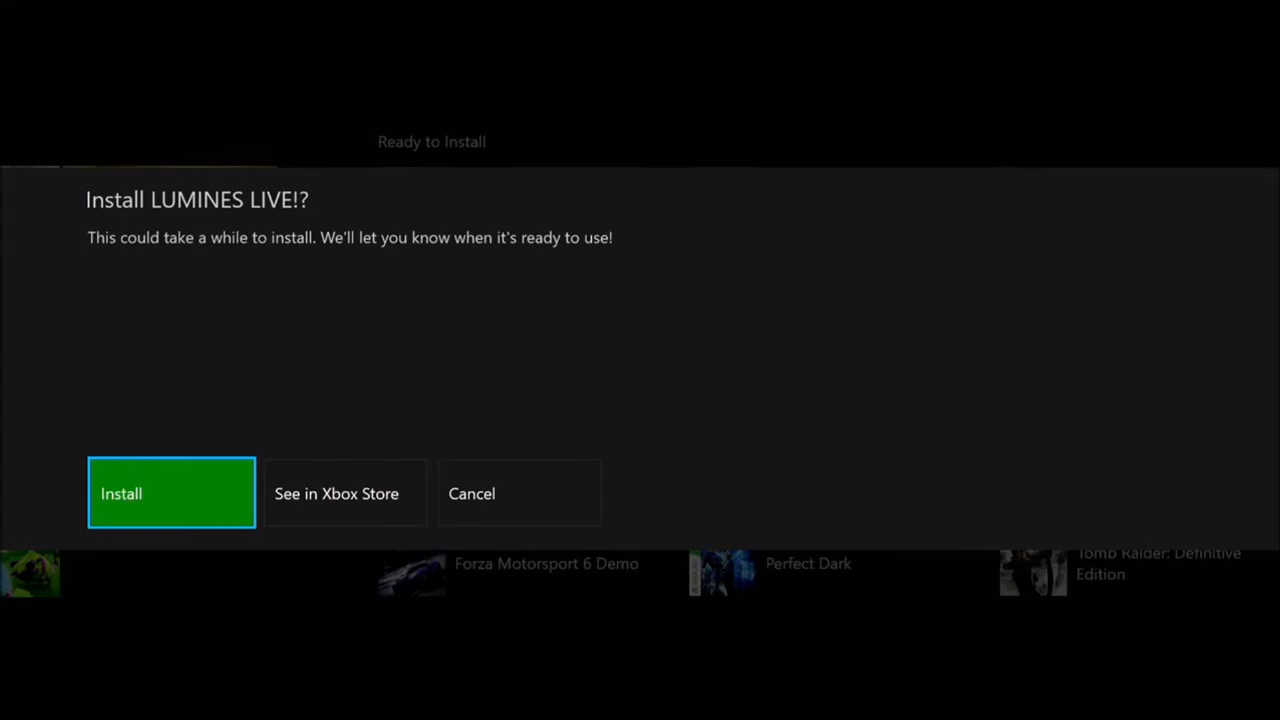 Ready to Install
Install LUMINES LIVE!?
This could take a while to install. We'll let you know when it's ready to use!
Install
See in Xbox Store
Cancel
Forza Motorsport 6 Demo
Perfect Dark
Tomb Raider: Definitive
Edition